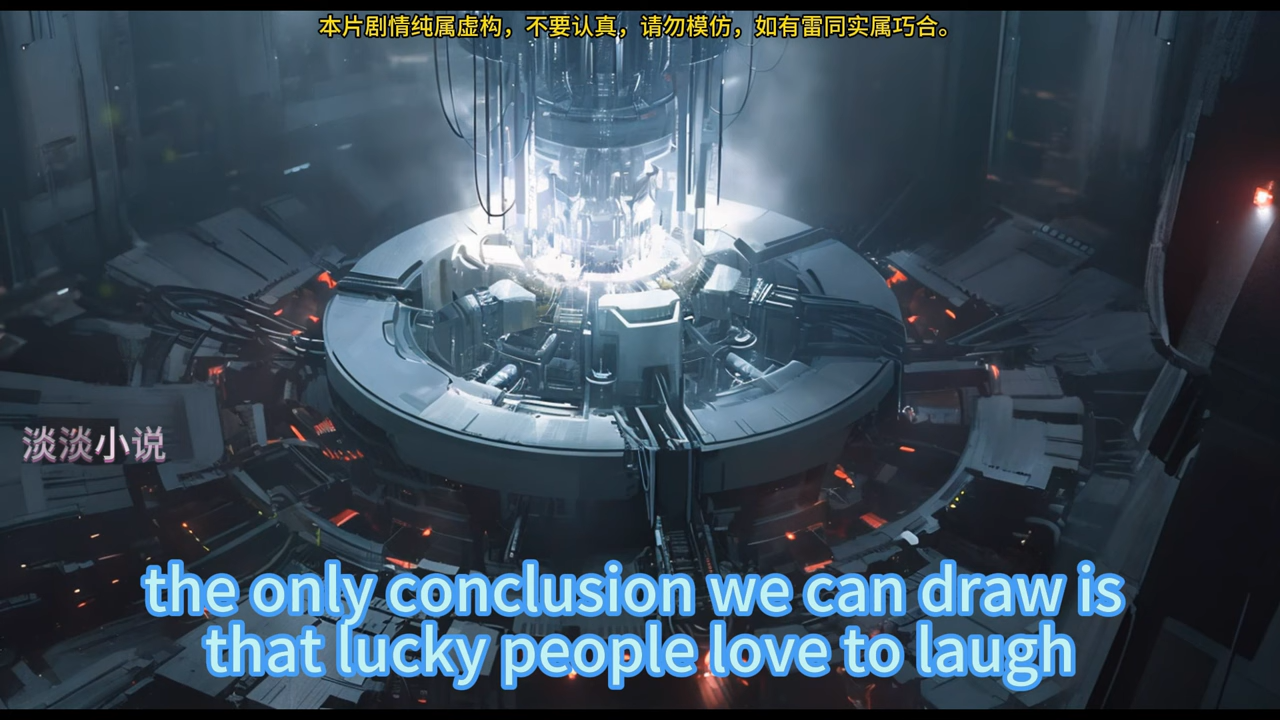 本片剧情纯属虚构，不要认真，请勿模仿，如有雷同实属巧合。
淡淡小说
the only conclusion we can draw is
that lucky people love to laugh